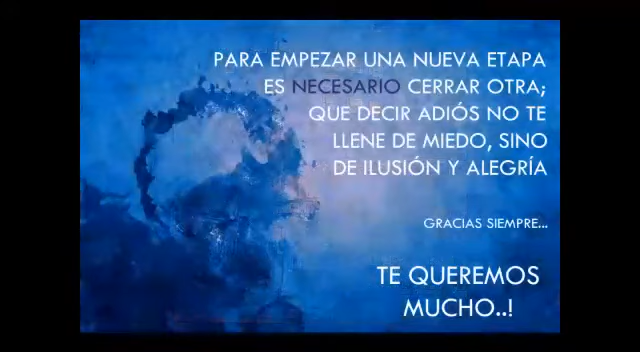 PARA EMPEZAR UNA NUEVA ETAPA
ES NECESARIO CERRAR OTRA;
QUE DECIR ADIÓS NO TE
LLENE DE MIEDO, SINO
DE ILUSIÓN Y ALEGRÍA
GRACIAS SIEMPRE...
TE QUEREMOS
MUCHO..!